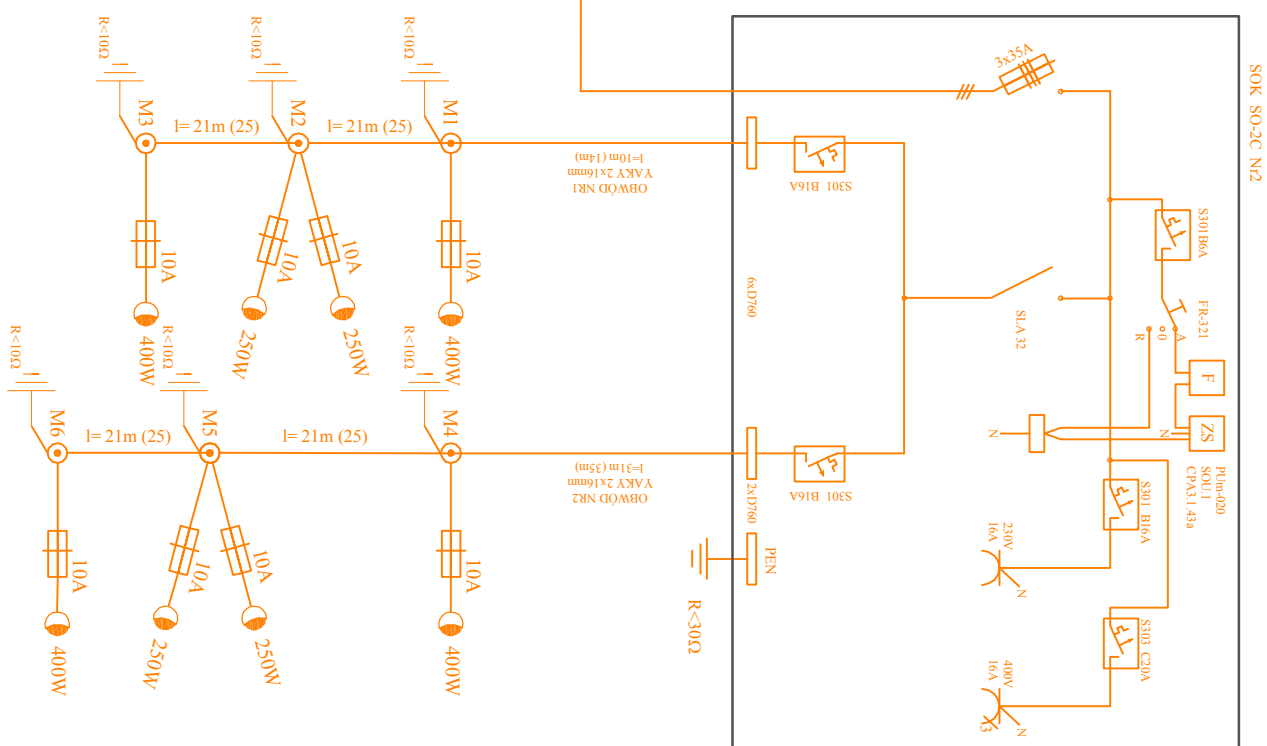 SOK SO-2C Nr2
3x35A
S301B6A
FR-321
A
0
R
F
ZS
N
N
PUm-020
SOU.1
CPA3.1.43a
S301 B16A
230V
16A
N
S303 C20A
400V
16A
N
x3
SLA 32
S301 B16A
S301 B16A
6xD760
2xD760
PEN
R<30Ω
OBWÓD NR1
YAKY 2x16mm
l=10m (14m)
OBWÓD NR2
YAKY 2x16mm
l=31m (35m)
R<10Ω
R<10Ω
R<10Ω
M3
M2
M1
l= 21m (25)
l= 21m (25)
10A
10A
10A
10A
400W
250W
250W
400W
R<10Ω
R<10Ω
R<10Ω
M6
M5
M4
l= 21m (25)
l= 21m (25)
10A
10A
10A
10A
400W
250W
250W
400W